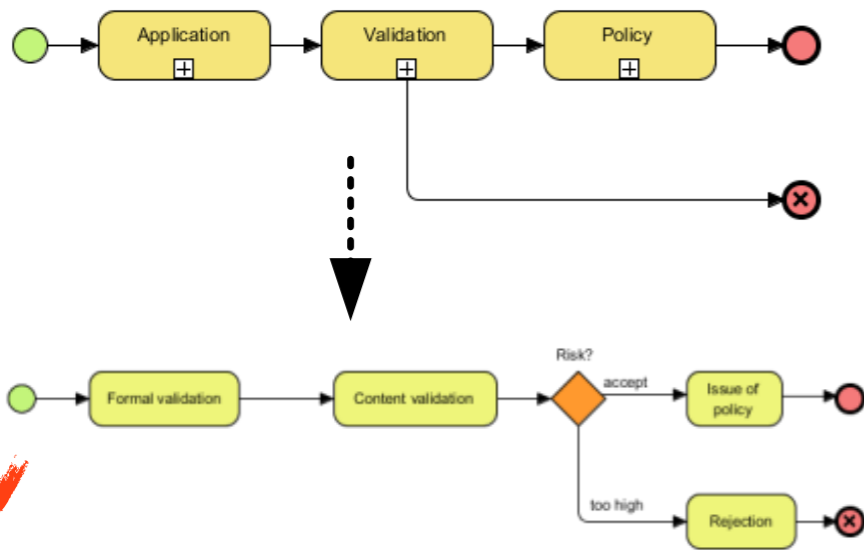 Application
Validation
Policy
Risk?
Formal validation
Content validation
accept
Issue of
policy
too high
Rejection